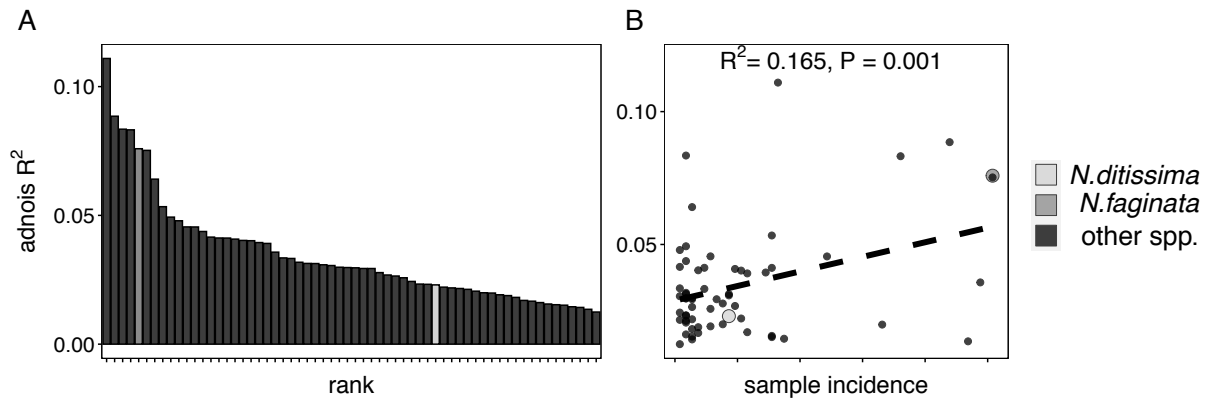 A
B
0.10
0.05
0.00
adnois R²
rank
R²= 0.165, P = 0.001
0.10
0.05
sample incidence
N.ditissima
N.faginata
other spp.